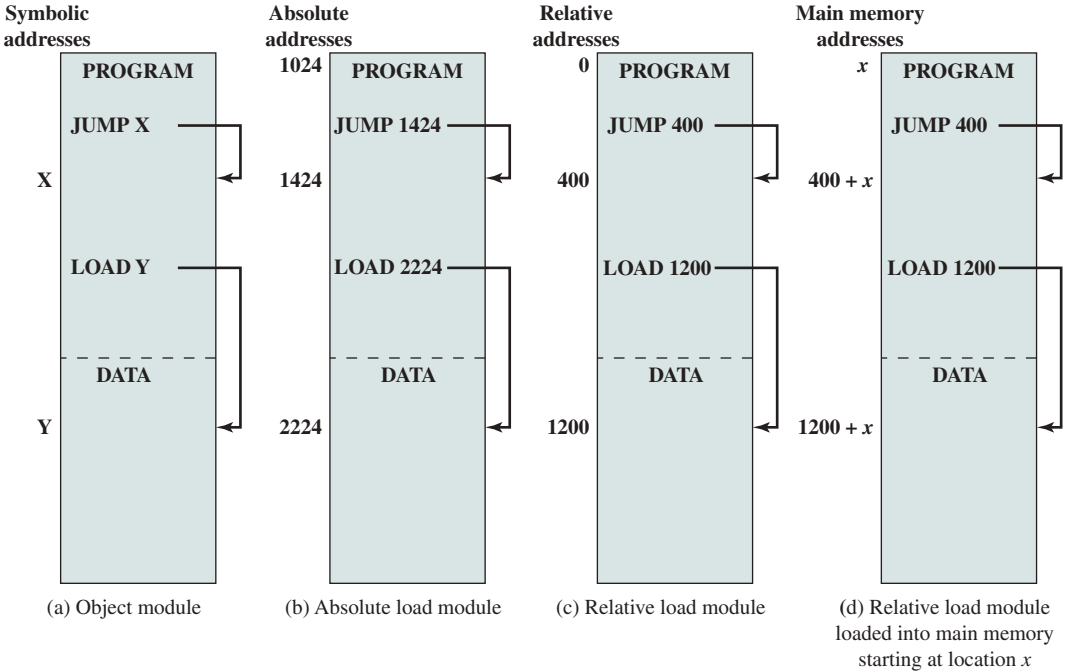 Symbolic
addresses
PROGRAM
JUMP X
X
LOAD Y
DATA
Y
(a) Object module
Absolute
addresses
1024
PROGRAM
JUMP 1424
1424
LOAD 2224
DATA
2224
(b) Absolute load module
Relative
addresses
0
PROGRAM
JUMP 400
400
LOAD 1200
DATA
1200
(c) Relative load module
Main memory
addresses
x
PROGRAM
JUMP 400
400 + x
LOAD 1200
DATA
1200 + x
(d) Relative load module
loaded into main memory
starting at location x